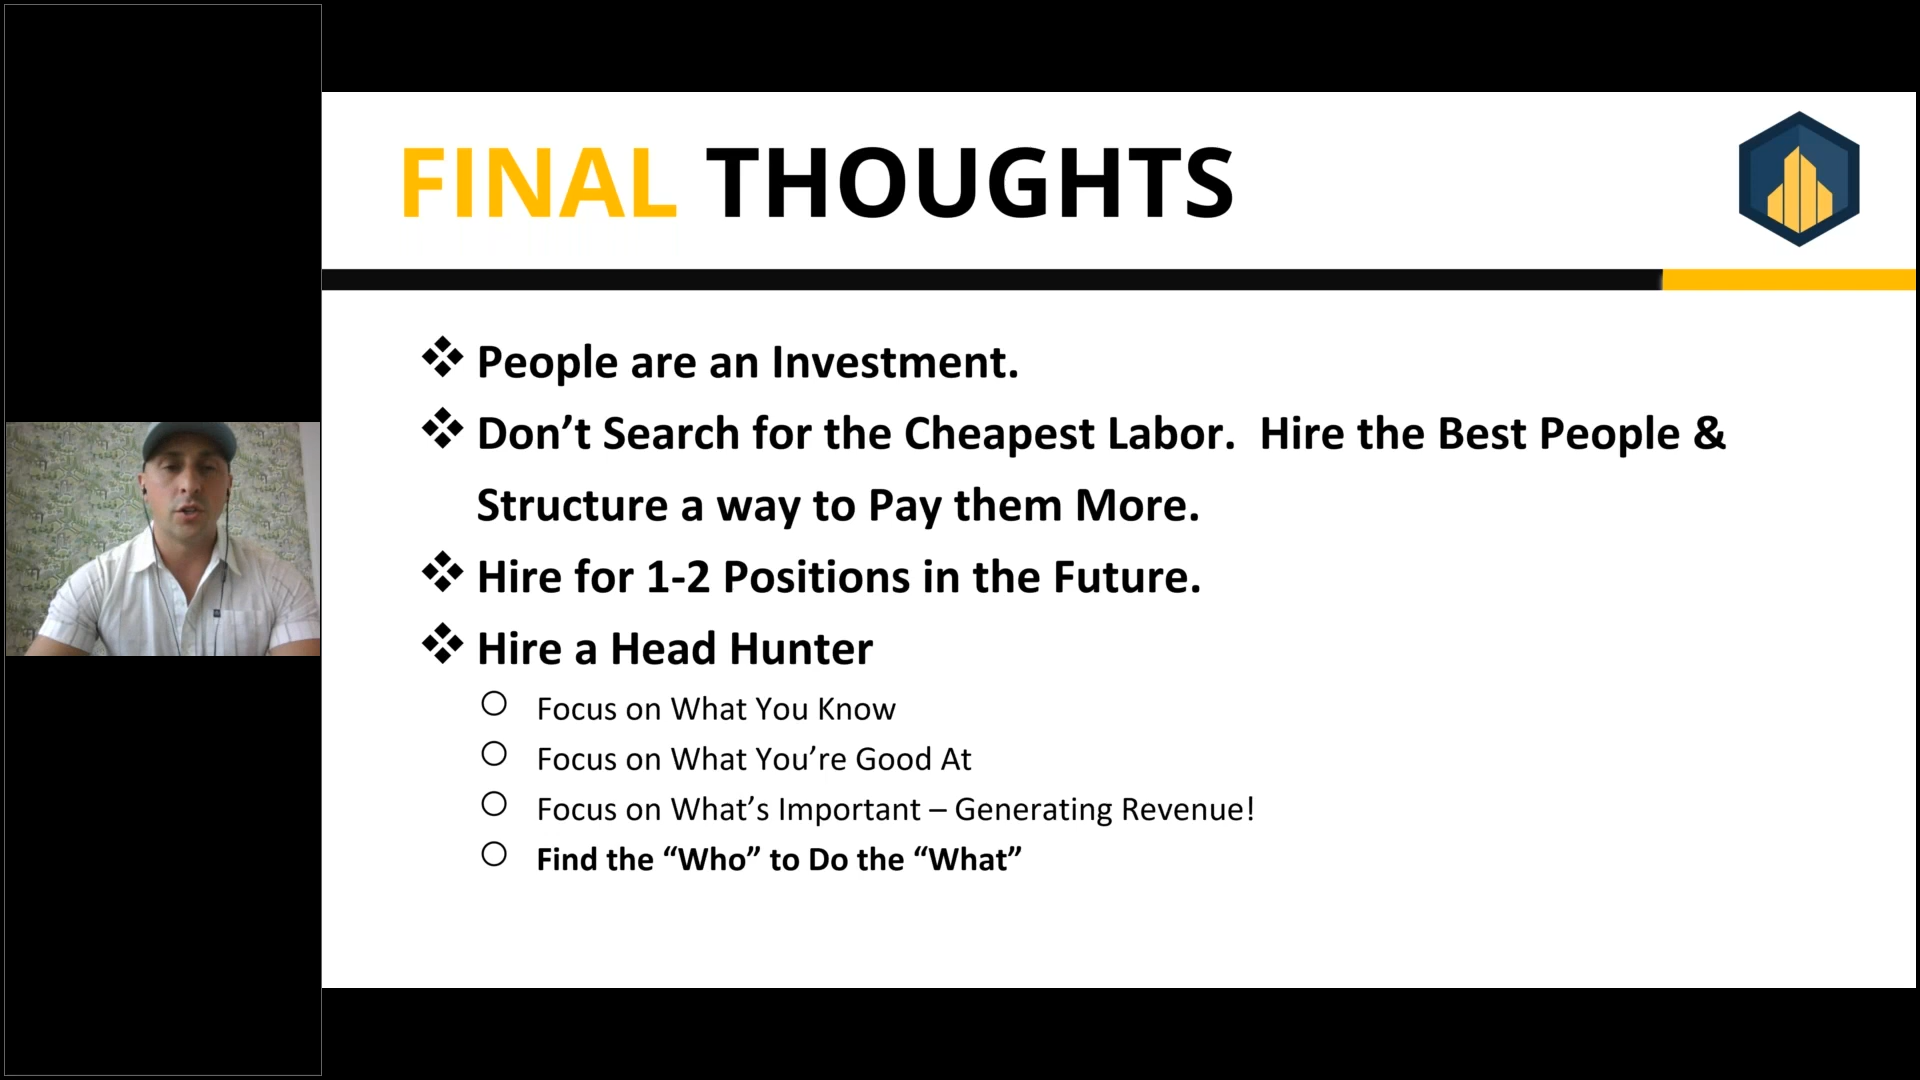 FINAL THOUGHTS
❖ People are an Investment.
❖ Don’t Search for the Cheapest Labor.  Hire the Best People &
Structure a way to Pay them More.
❖ Hire for 1-2 Positions in the Future.
❖ Hire a Head Hunter
○ Focus on What You Know
○ Focus on What You’re Good At
○ Focus on What’s Important – Generating Revenue!
○ Find the “Who” to Do the “What”